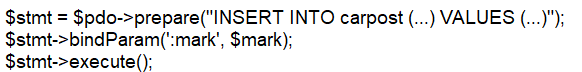 $stmt = $pdo->prepare("INSERT INTO carpost (...) VALUES (...)");
$stmt->bindParam(':mark', $mark);
$stmt->execute();